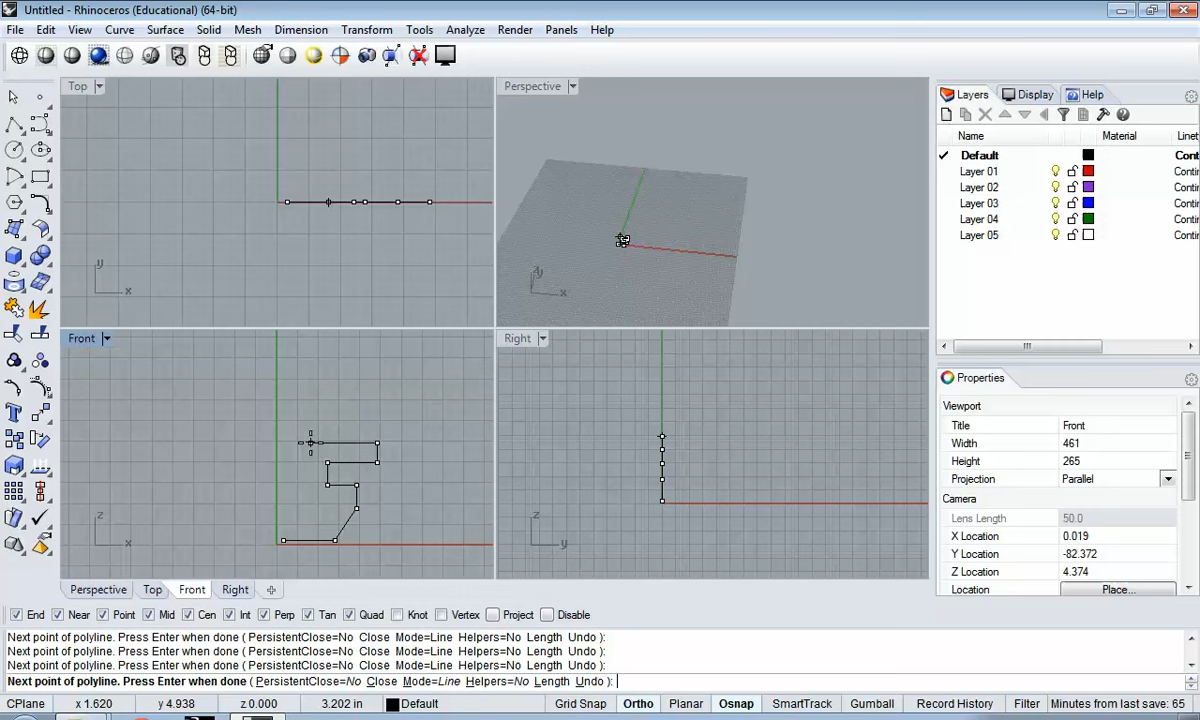 Untitled - Rhinoceros (Educational) (64-bit)
File Edit View Curve Surface Solid Mesh Dimension Transform Tools Analyze Render Panels Help
Top Perspective
Layers Display Help
Name Material Linet
Default Cont
Layer 01 Contin
Layer 02 Contin
Layer 03 Contin
Layer 04 Contin
Layer 05 Contin
y
x
y
x
Front Right
Properties
Viewport
Title Front
Width 461
Height 265
Projection Parallel
Camera
Lens Length 50.0
X Location 0.019
Y Location -82.372
Z Location 4.374
Location Place...
z
x
z
y
Perspective Top Front Right
End Near Point Mid Cen Int Perp Tan Quad Knot Vertex Project Disable
Next point of polyline. Press Enter when done ( PersistentClose=No Close Mode=Line Helpers=No Length Undo ):
Next point of polyline. Press Enter when done ( PersistentClose=No Close Mode=Line Helpers=No Length Undo ):
Next point of polyline. Press Enter when done ( PersistentClose=No Close Mode=Line Helpers=No Length Undo ):
Next point of polyline. Press Enter when done ( PersistentClose=No Close Mode=Line Helpers=No Length Undo ):
CPlane x 1.620 y 4.938 z 0.000 3.202 in Default Grid Snap Ortho Planar Osnap SmartTrack Gumball Record History Filter Minutes from last save: 65